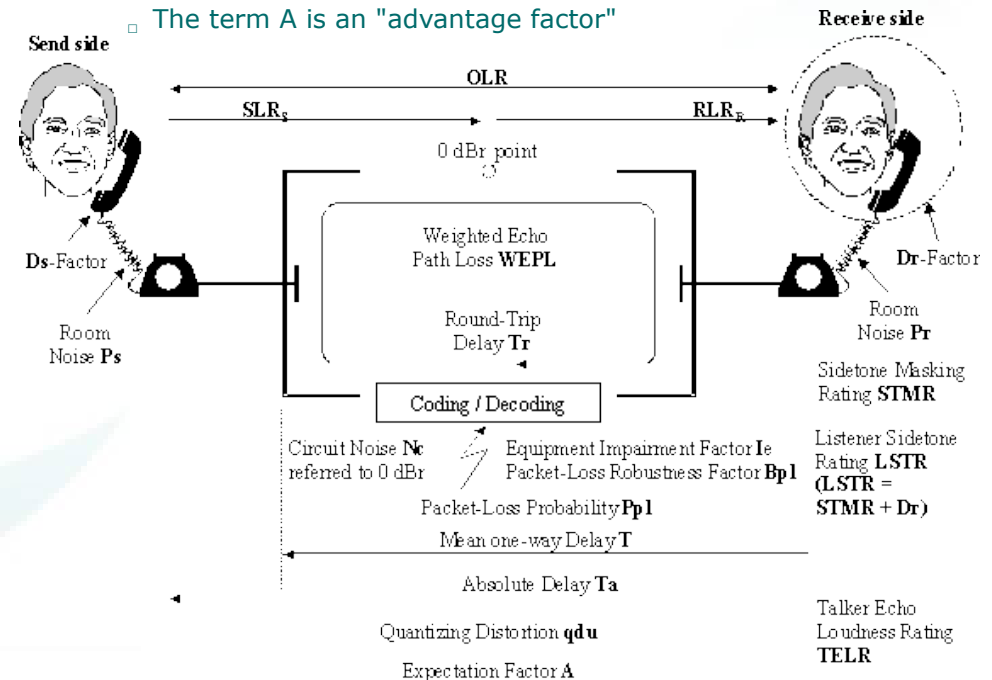 The term A is an "advantage factor"
Send side
Receive side
OLR
SLRS
RLRR
0 dBr point
Weighted Echo
Path Loss WEPL
Ds-Factor
Dr-Factor
Round-Trip
Delay Tr
Room
Noise Ps
Room
Noise Pr
Sidetone Masking
Rating STMR
Coding / Decoding
Circuit Noise Nc
referred to 0 dBr
Equipment Impairment Factor Ie
Packet-Loss Robustness Factor Bpl
Listener Sidetone
Rating LSTR
(LSTR =
STMR + Dr)
Packet-Loss Probability Ppl
Mean one-way Delay T
Absolute Delay Ta
Quantizing Distortion qdu
Expectation Factor A
Talker Echo
Loudness Rating
TELR